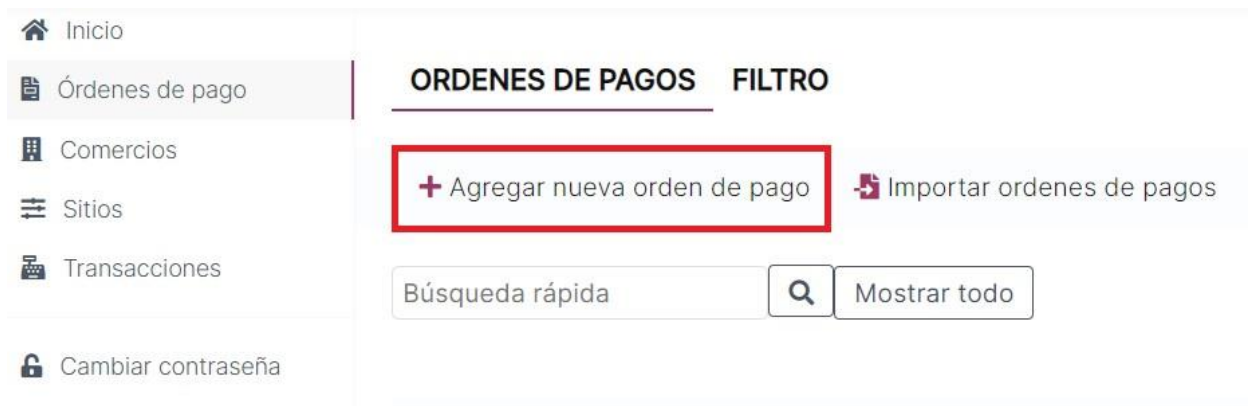 Inicio
Órdenes de pago
Comercios
Sitios
Transacciones
Cambiar contraseña
ORDENES DE PAGOS FILTRO
Agregar nueva orden de pago Importar ordenes de pagos
Búsqueda rápida Mostrar todo